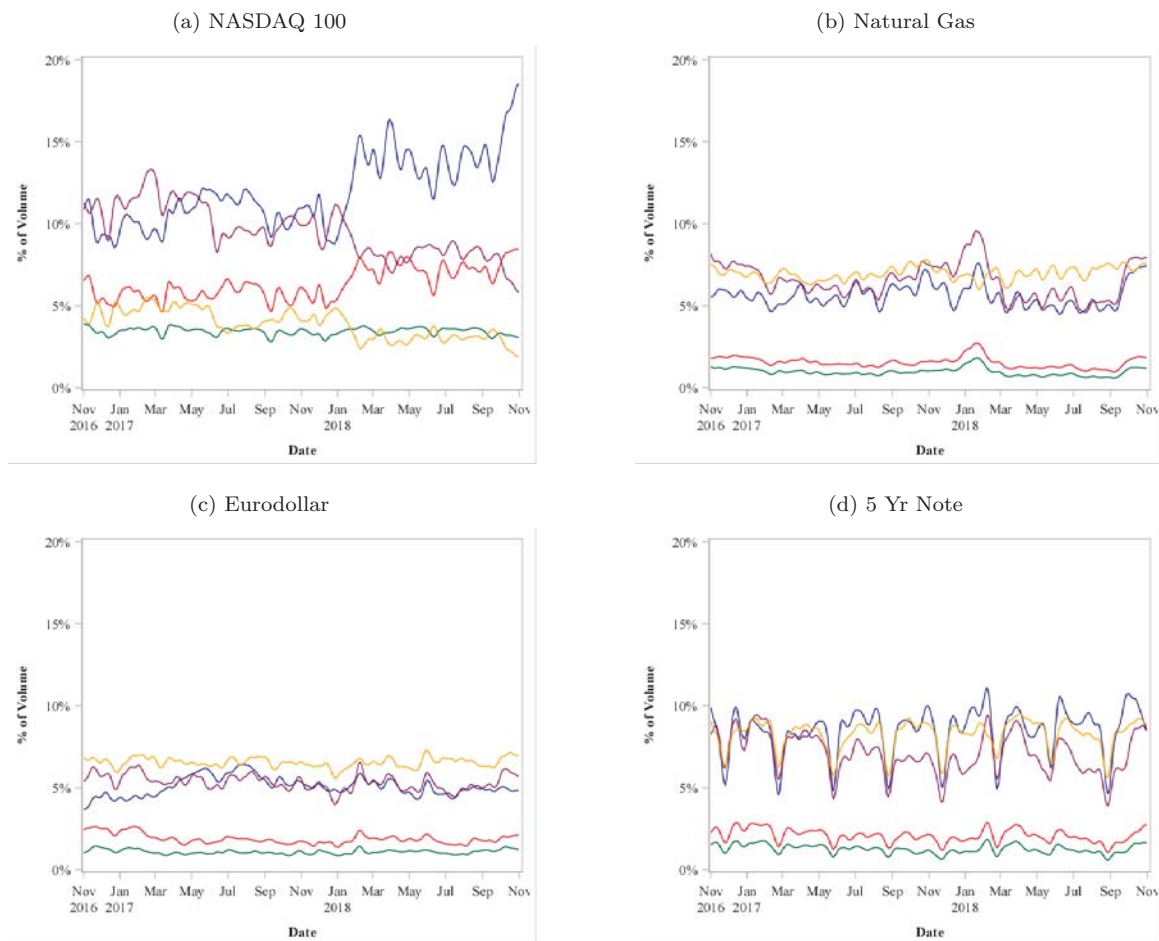 (a) NASDAQ 100
20%
15%
10%
5%
0%
% of Volume
Nov Jan Mar May Jul Sep Nov Jan Mar May Jul Sep Nov
2016 2017 2018
Date
(b) Natural Gas
20%
15%
10%
5%
0%
% of Volume
Nov Jan Mar May Jul Sep Nov Jan Mar May Jul Sep Nov
2016 2017 2018
Date
(c) Eurodollar
20%
15%
10%
5%
0%
% of Volume
Nov Jan Mar May Jul Sep Nov Jan Mar May Jul Sep Nov
2016 2017 2018
Date
(d) 5 Yr Note
20%
15%
10%
5%
0%
% of Volume
Nov Jan Mar May Jul Sep Nov Jan Mar May Jul Sep Nov
2016 2017 2018
Date